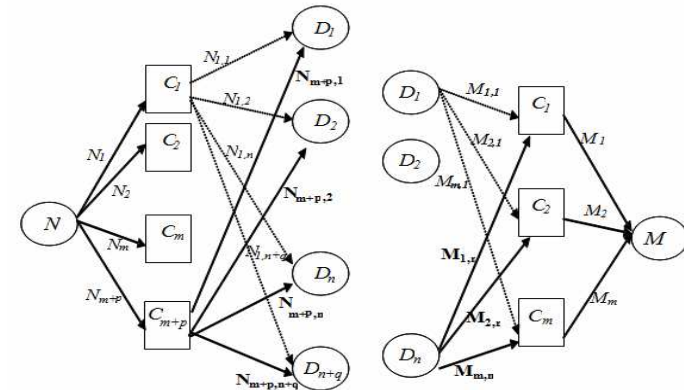 D1
N1,1
Nm+p,1
C1
N1,2
D2
N1
C2
N1,n
Nm+p,2
N2
N
Nm
Cm
N1,n+q
Dn
Nm+p
Cm+p
Nm+p,n
Dn+q
Nm+p,n+q
D1
M1,1
C1
M2,1
M1
D2
Mm,1
C2
M2
M
M1,n
M2,n
Cm
Mm
Dn
Mm,n